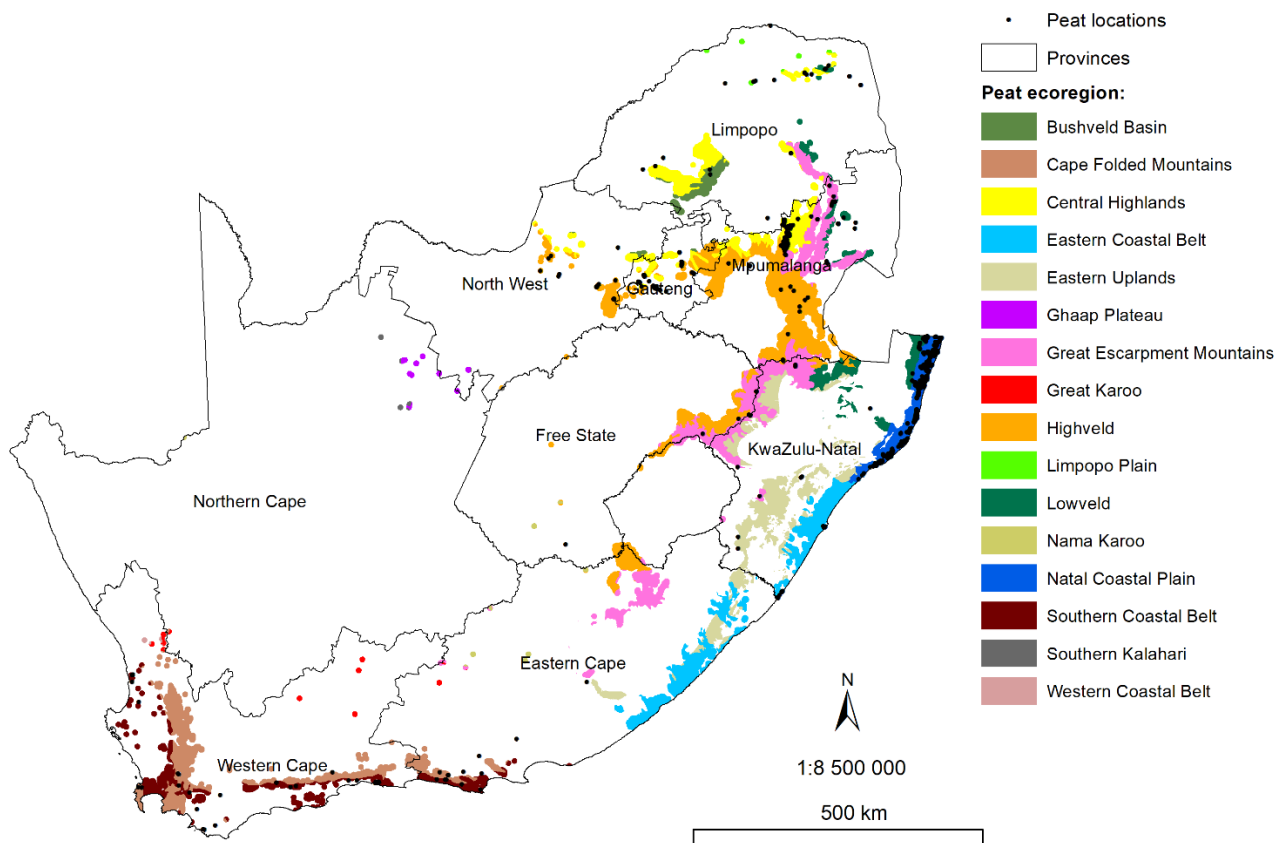 Limpopo
North West
Gauteng
Mpumalanga
Free State
KwaZulu-Natal
Northern Cape
Eastern Cape
Western Cape
Peat locations
Provinces
Peat ecoregion:
Bushveld Basin
Cape Folded Mountains
Central Highlands
Eastern Coastal Belt
Eastern Uplands
Ghaap Plateau
Great Escarpment Mountains
Great Karoo
Highveld
Limpopo Plain
Lowveld
Nama Karoo
Natal Coastal Plain
Southern Coastal Belt
Southern Kalahari
Western Coastal Belt
N
1:8 500 000
500 km